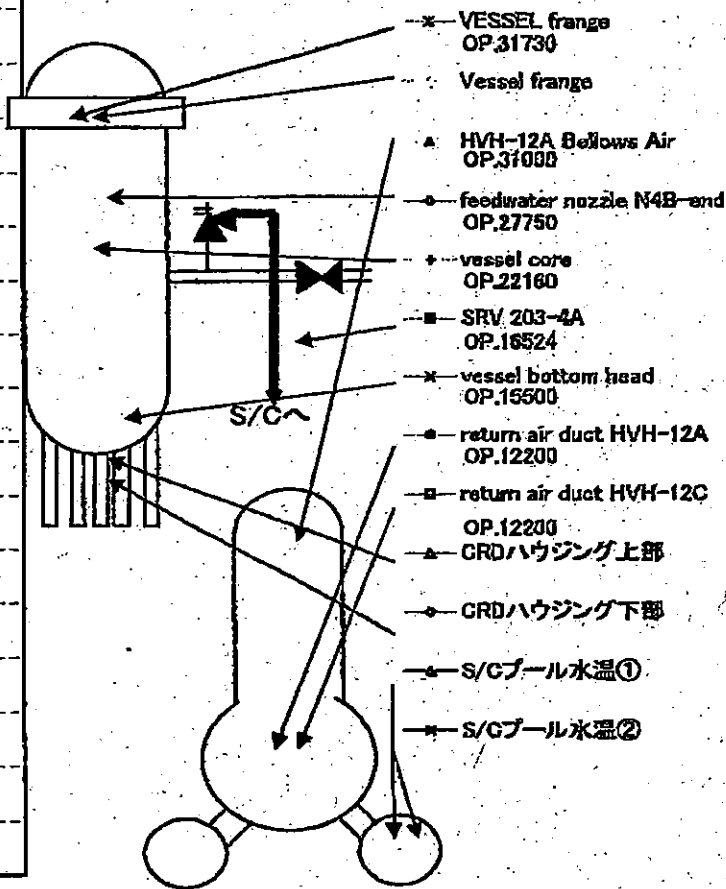 VESSEL frange
OP.31730
Vessel frange
HVH-12A Bellows Air
OP.31000
feedwater nozzle N4B-end
OP.27750
vessel core
OP.22160
SRV 203-4A
OP.16524
vessel bottom head
OP.15500
S/Cへ
return air duct HVH-12A
OP.12200
return air duct HVH-12C
OP.12200
CRDハウジング上部
CRDハウジング下部
S/Cプール水温①
S/Cプール水温②